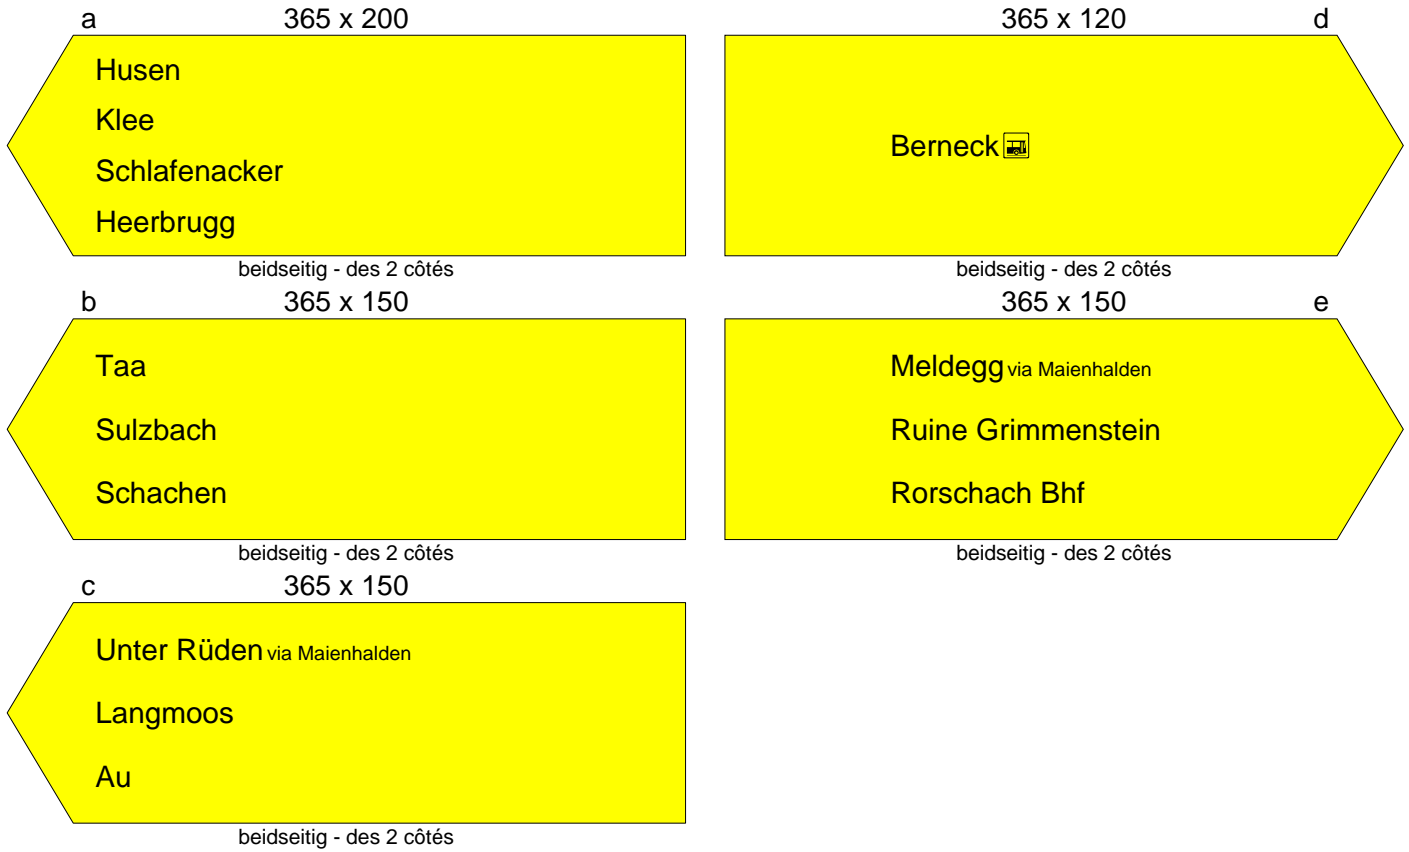 a 365 x 200
Husen
Klee
Schlafenacker
Heerbrugg
beidseitig - des 2 côtés
b 365 x 150
Taa
Sulzbach
Schachen
beidseitig - des 2 côtés
c 365 x 150
Unter Rüden via Maienhalden
Langmoos
Au
beidseitig - des 2 côtés
365 x 120 d
Berneck
beidseitig - des 2 côtés
365 x 150 e
Meldegg via Maienhalden
Ruine Grimmenstein
Rorschach Bhf
beidseitig - des 2 côtés